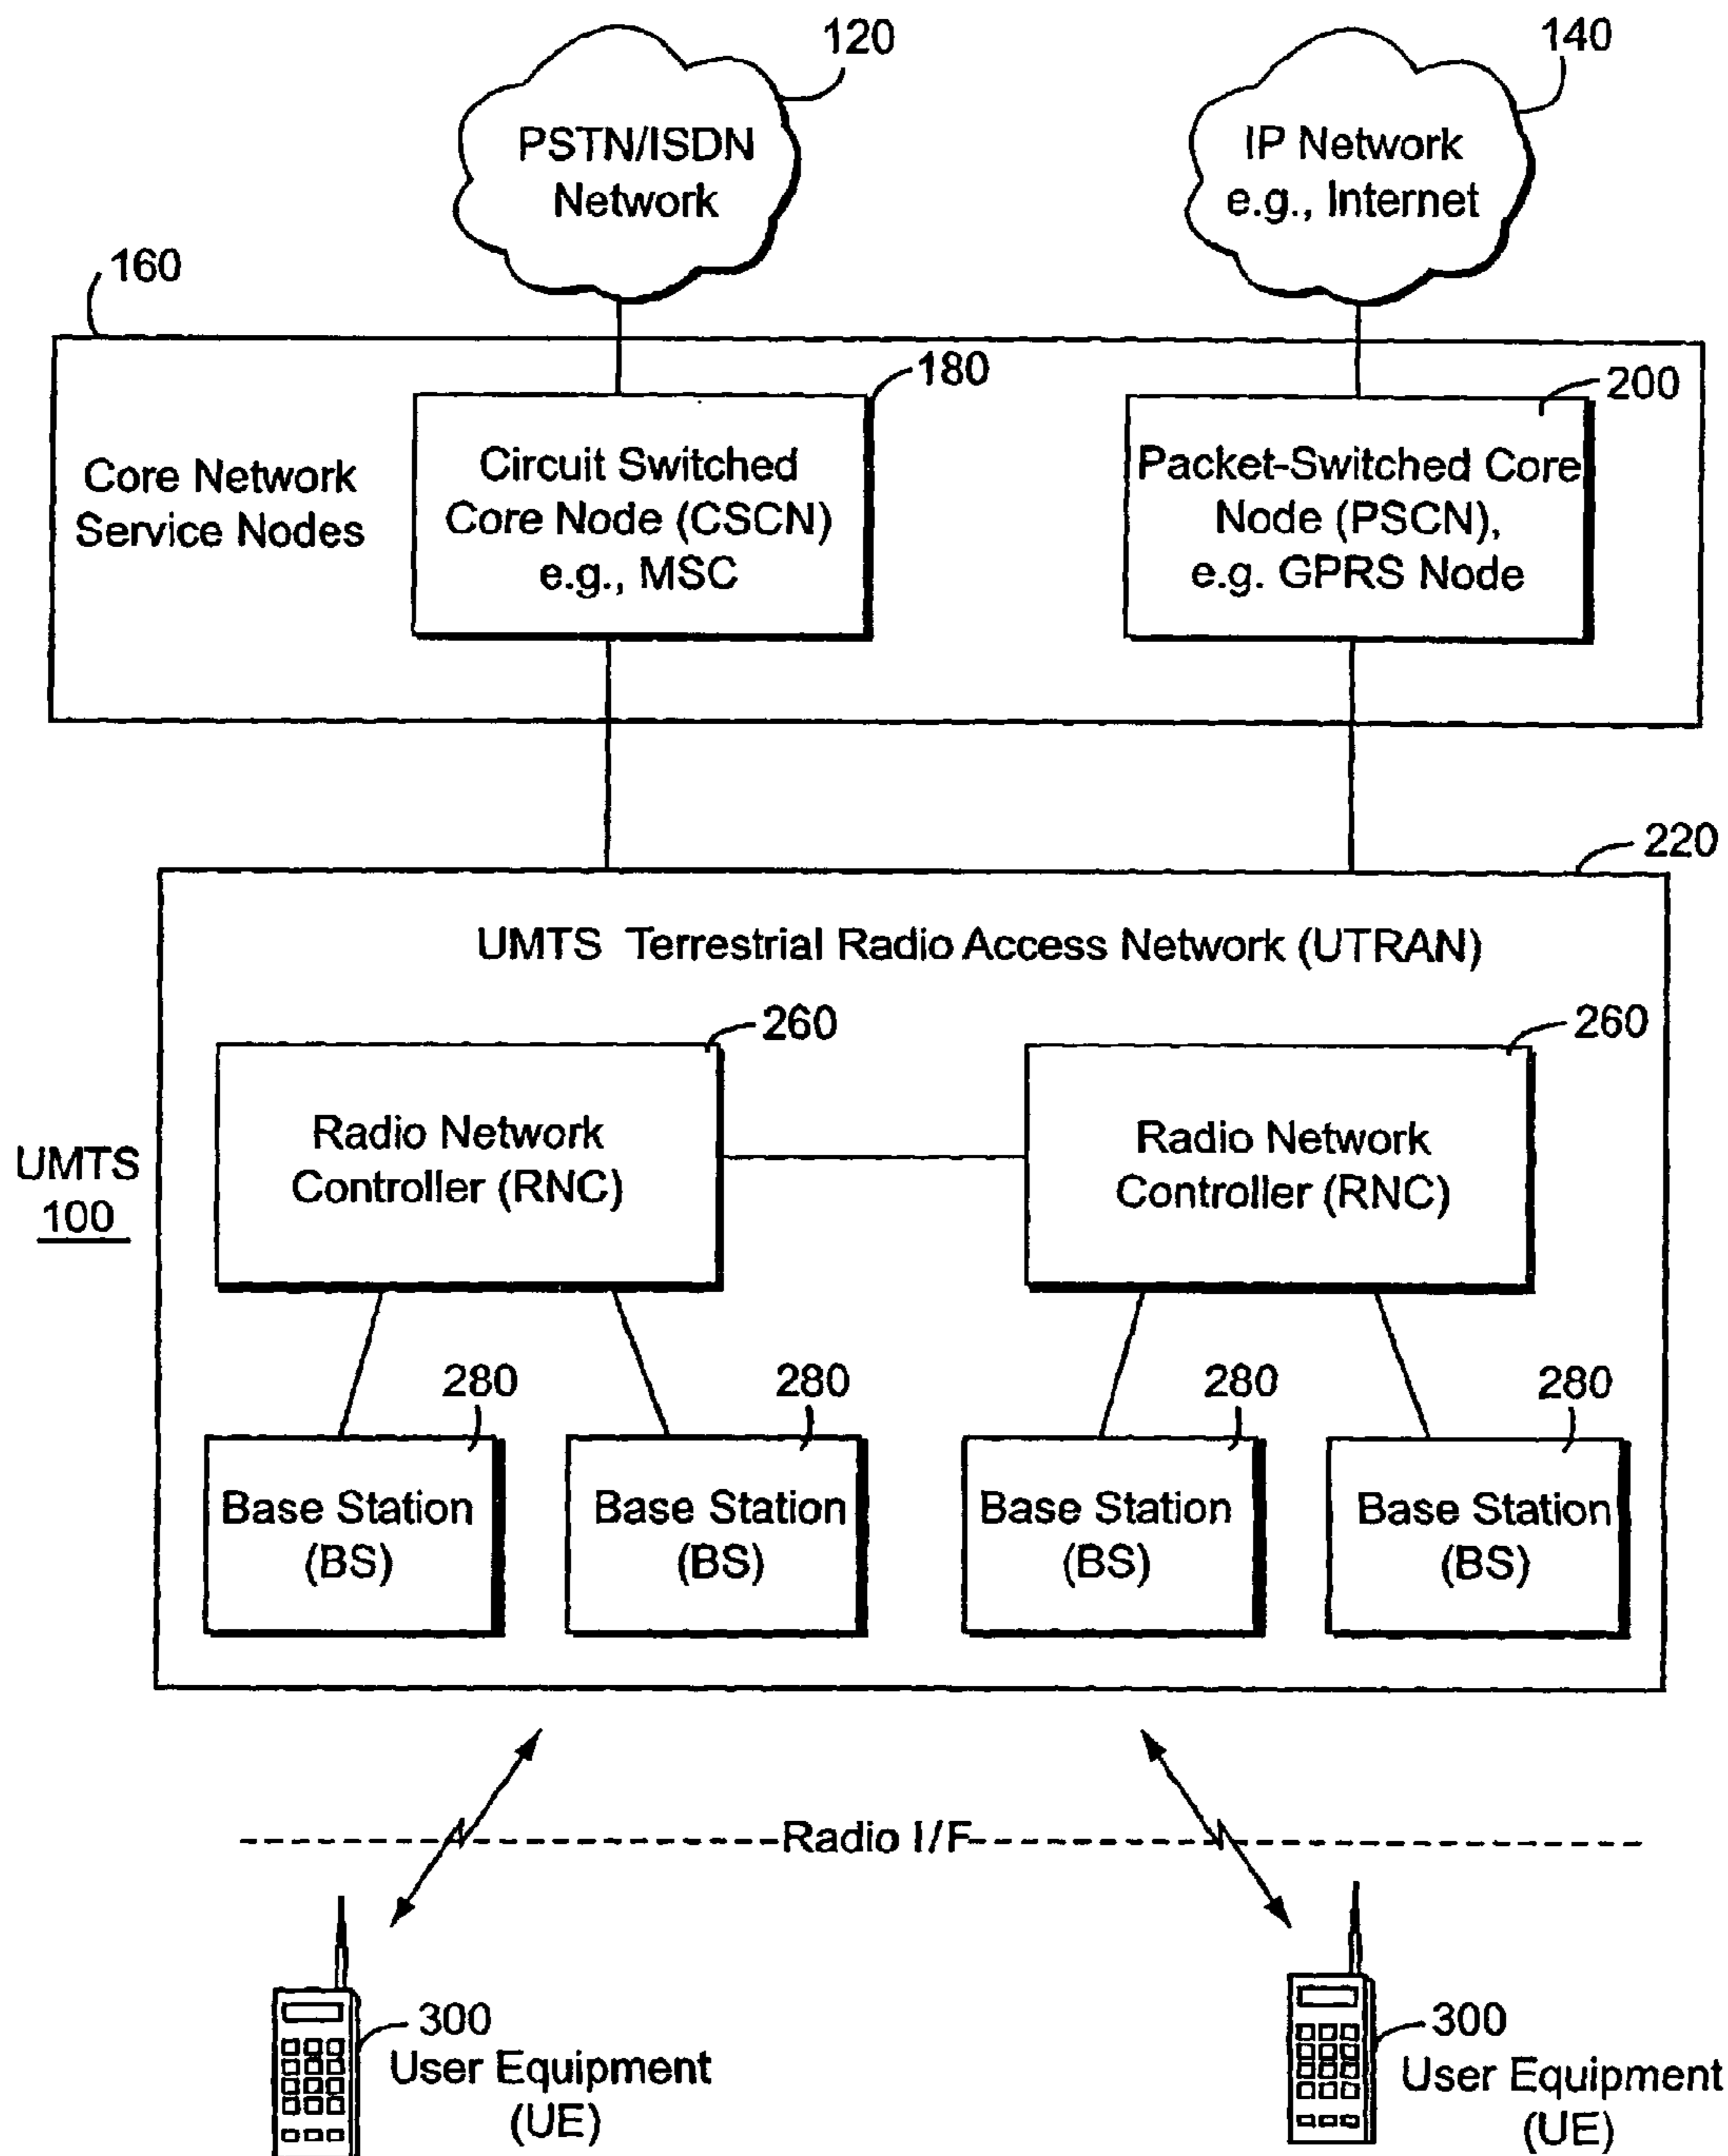 120
140
PSTN/ISDN
Network
IP Network
e.g., Internet
160
180
200
Core Network
Service Nodes
Circuit Switched
Core Node (CSCN)
e.g., MSC
Packet-Switched Core
Node (PSCN),
e.g. GPRS Node
220
UMTS Terrestrial Radio Access Network (UTRAN)
260
260
Radio Network
Controller (RNC)
Radio Network
Controller (RNC)
UMTS
100
280
280
280
280
Base Station
(BS)
Base Station
(BS)
Base Station
(BS)
Base Station
(BS)
Radio I/F
300
User Equipment
(UE)
300
User Equipment
(UE)